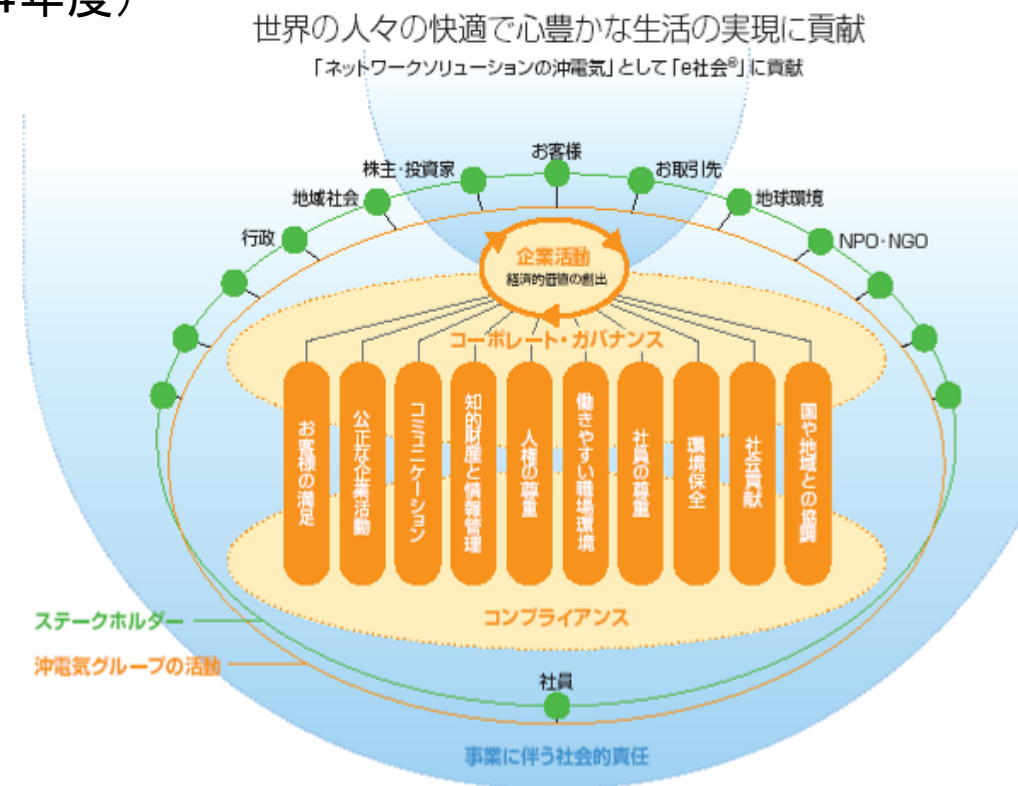 年度）
世界の人々の快適で心豊かな生活の実現に貢献
「ネットワークソリューションの沖電気」として「e社会®」に貢献
お客様
株主・投資家
お取引先
地域社会
地球環境
行政
NPO・NGO
企業活動
経済的価値の創出
コーポレート・ガバナンス
お客様の満足
公正な企業活動
コミュニケーション
知的財産と情報管理
人権の尊重
働きやすい職場環境
社員の尊重
環境保全
社会貢献
国や地域との協調
コンプライアンス
ステークホルダー
沖電気グループの活動
社員
事業に伴う社会的責任